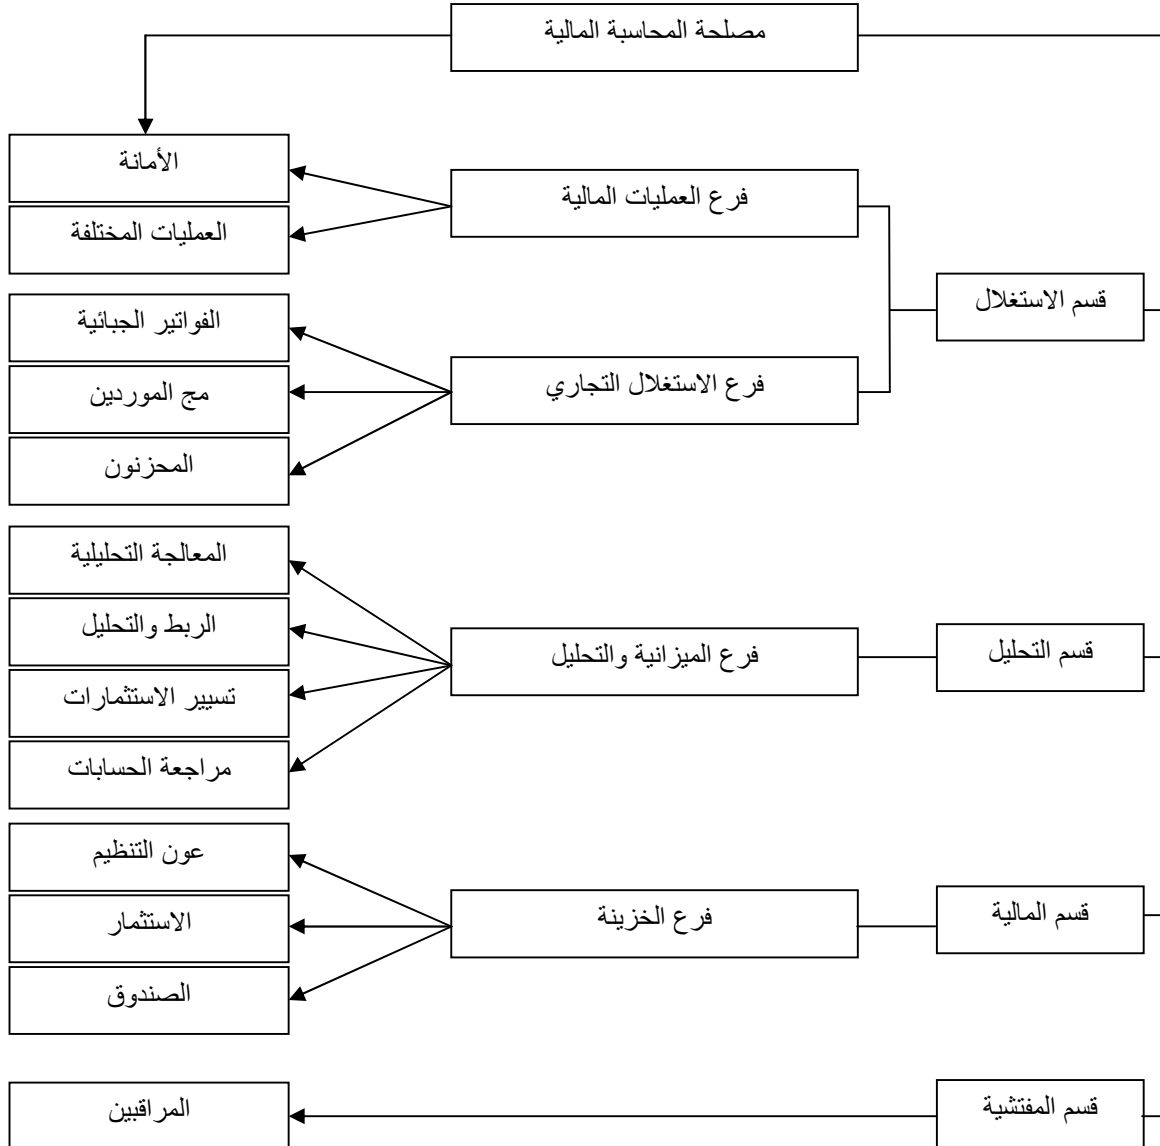 مصلحة المحاسبة المالية
الأمانة
فرع العمليات المالية
العمليات المختلفة
قسم الاستغلال
الفواتير الجبائية
فرع الاستغلال التجاري
مج الموردين
المحزنون
المعالجة التحليلية
الربط والتحليل
قسم التحليل
فرع الميزانية والتحليل
تسيير الاستثمارات
مراجعة الحسابات
عون التنظيم
قسم المالية
فرع الخزينة
الاستثمار
الصندوق
قسم المفتشية
المراقبين